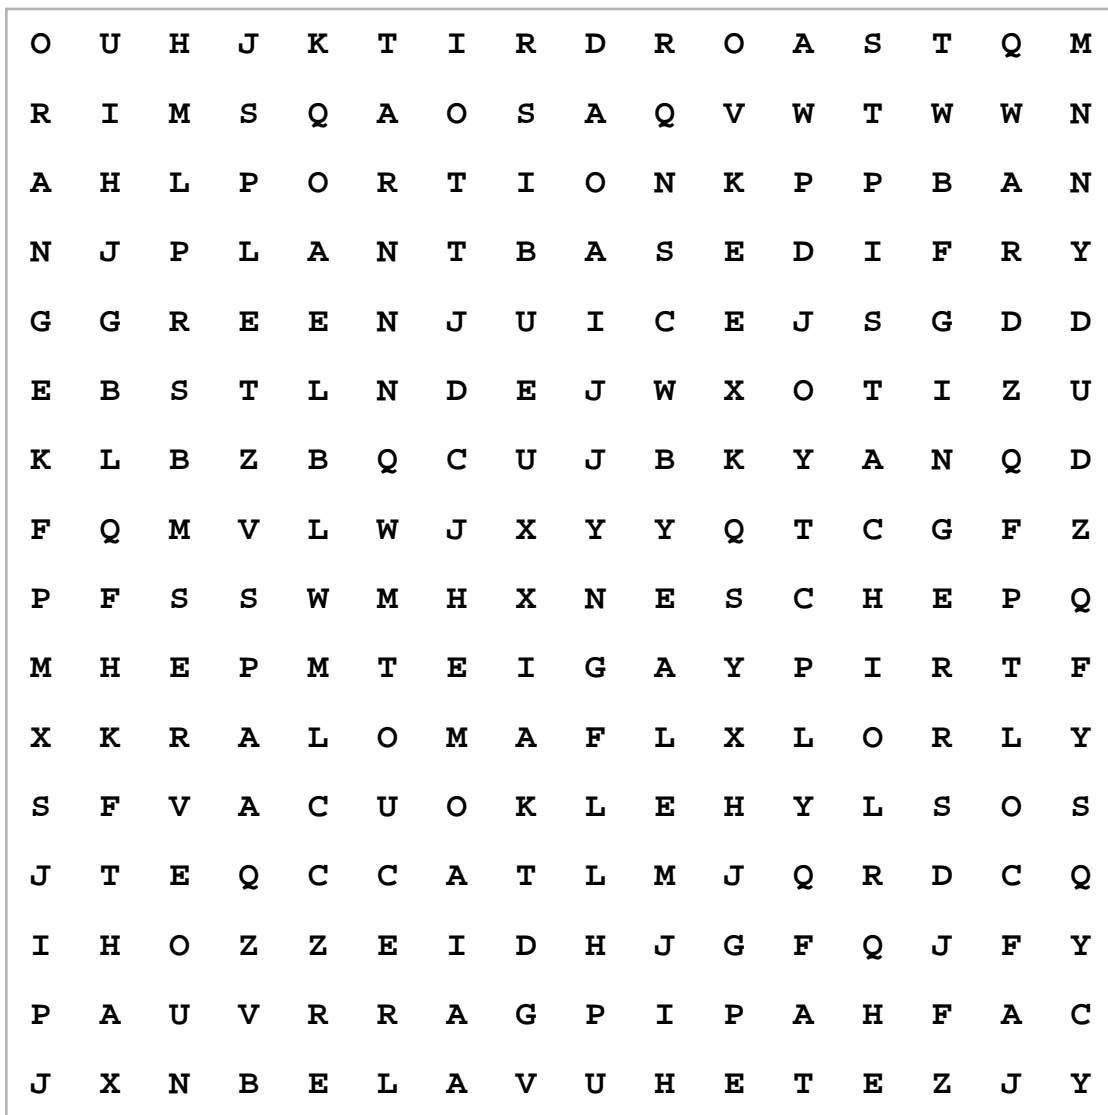 O U H J K T I R D R O A S T Q M
R I M S Q A O S A Q V W T W W N
A H L P O R T I O N K P P B A N
N J P L A N T B A S E D I F R Y
G G R E E N J U I C E J S G D D
E B S T L N D E J W X O T I Z U
K L B Z B Q C U J B K Y A N Q D
F Q M V L W J X Y Y Q T C G F Z
P F S S W M H X N E S C H E P Q
M H E P M T E I G A Y P I R T F
X K R A L O M A F L X L O R L Y
S F V A C U O K L E H Y L S O S
J T E Q C C A T L M J Q R D C Q
I H O Z Z E I D H J G F Q J F Y
P A U V R R A G P I P A H F A C
J X N B E L A V U H E T E Z J Y